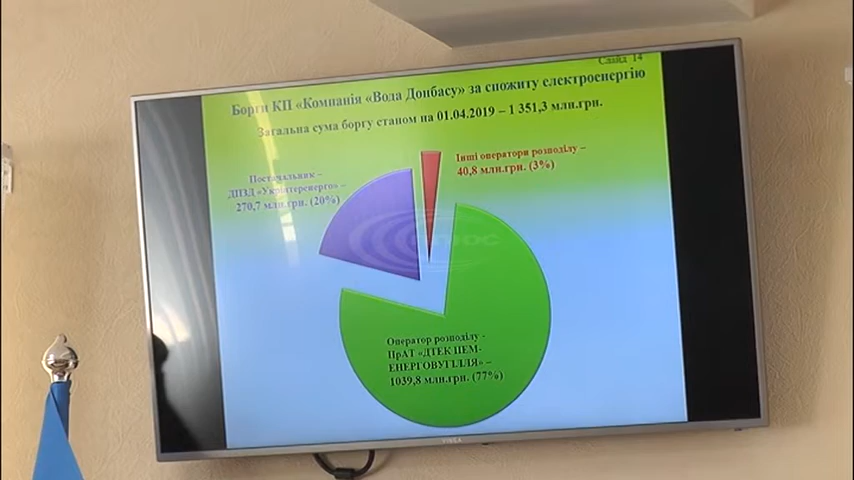 Слайд 14
Борги КП «Компанія «Вода Донбасу» за спожиту електроенергію
Загальна сума боргу станом на 01.04.2019 – 1 351,3 млн.грн.
Постачальник –
ДПЗД «Укрінтеренерго» –
270,7 млн.грн. (20%)
Інші оператори розподілу –
40,8 млн.грн. (3%)
Оператор розподілу -
ПрАТ «ДТЕК ПЕМ-
ЕНЕРГОВУГІЛЛЯ» –
1039,8 млн.грн. (77%)